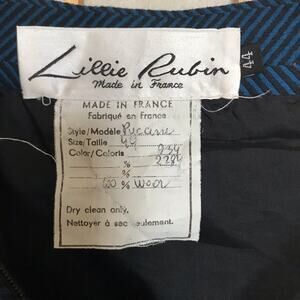 Lillie Rubin
Made in France
44
MADE IN FRANCE
Fabriqué en France
Style/Modèle
Size/Taille
Color/Coloris
%
%
% Wool
Dry clean only.
Nettoyer à sec seulement.